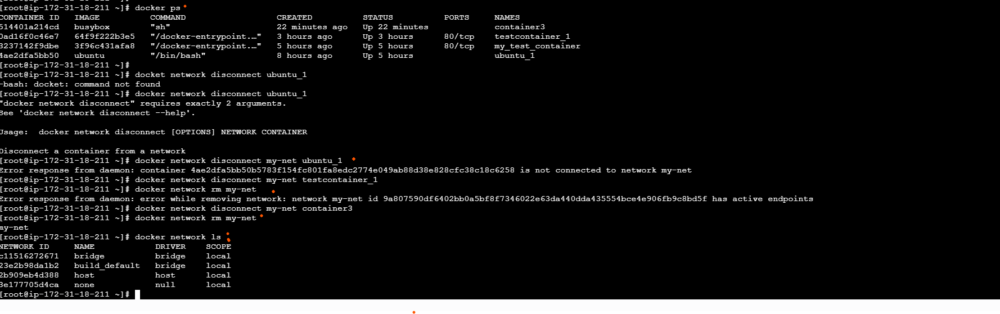 [root@ip-172-31-18-211 ~]# docker ps
CONTAINER ID   IMAGE          COMMAND                  CREATED          STATUS          PORTS     NAMES
514401a214cd   busybox        "sh"                     22 minutes ago   Up 22 minutes             container3
0ad16f0c46e7   64f9f222b3e5   "/docker-entrypoint.…"   3 hours ago      Up 3 hours      80/tcp    testcontainer_1
3237142f9dbe   3f96c431afa8   "/docker-entrypoint.…"   5 hours ago      Up 5 hours      80/tcp    my_test_container
4ae2dfa5bb50   ubuntu         "/bin/bash"              8 hours ago      Up 5 hours                ubuntu_1
[root@ip-172-31-18-211 ~]#
[root@ip-172-31-18-211 ~]# docket network disconnect ubuntu_1
-bash: docket: command not found
[root@ip-172-31-18-211 ~]# docker network disconnect ubuntu_1
"docker network disconnect" requires exactly 2 arguments.
See 'docker network disconnect --help'.
Usage:  docker network disconnect [OPTIONS] NETWORK CONTAINER
Disconnect a container from a network
[root@ip-172-31-18-211 ~]# docker network disconnect my-net ubuntu_1
Error response from daemon: container 4ae2dfa5bb50b5783f154fc801fa8edc2774e049ab88d38e828cfc38c18c6258 is not connected to network my-net
[root@ip-172-31-18-211 ~]# docker network disconnect my-net testcontainer_1
[root@ip-172-31-18-211 ~]# docker network rm my-net
Error response from daemon: error while removing network: network my-net id 9a807590df6402bb0a5bf8f7346022e63da440dda435554bce4e906fb9c8bd5f has active endpoints
[root@ip-172-31-18-211 ~]# docker network disconnect my-net container3
[root@ip-172-31-18-211 ~]# docker network rm my-net
my-net
[root@ip-172-31-18-211 ~]# docker network ls
NETWORK ID     NAME            DRIVER    SCOPE
c11516272671   bridge          bridge    local
23e2b98da1b2   build_default   bridge    local
2b909eb4d388   host            host      local
3e177705d4ca   none            null      local
[root@ip-172-31-18-211 ~]#